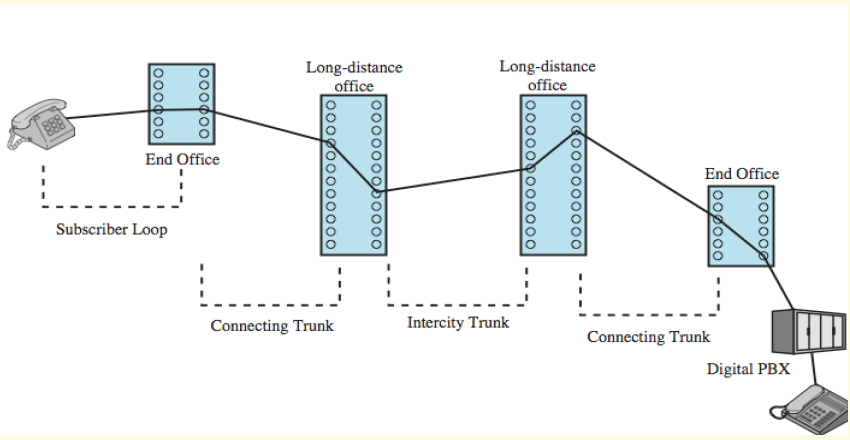 Long-distance
office
Long-distance
office
End Office
End Office
Subscriber Loop
Connecting Trunk
Intercity Trunk
Connecting Trunk
Digital PBX